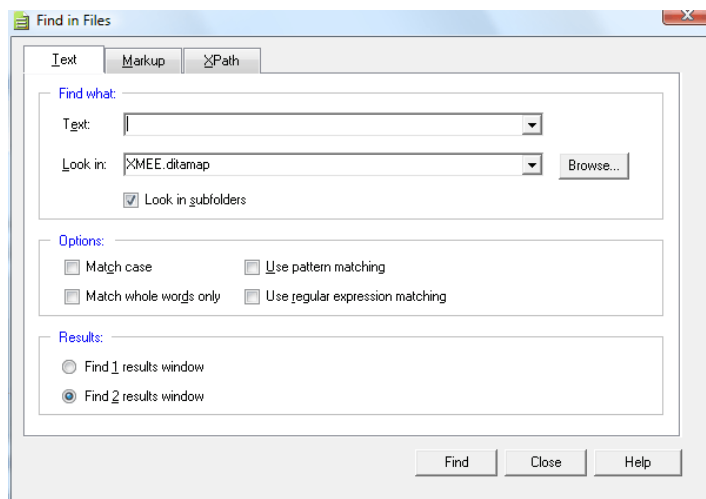 Find in Files
Text Markup XPath
Find what:
Text:
Look in: XMEE.ditamap Browse...
Look in subfolders
Options:
Match case Use pattern matching
Match whole words only Use regular expression matching
Results:
Find 1 results window
Find 2 results window
Find Close Help